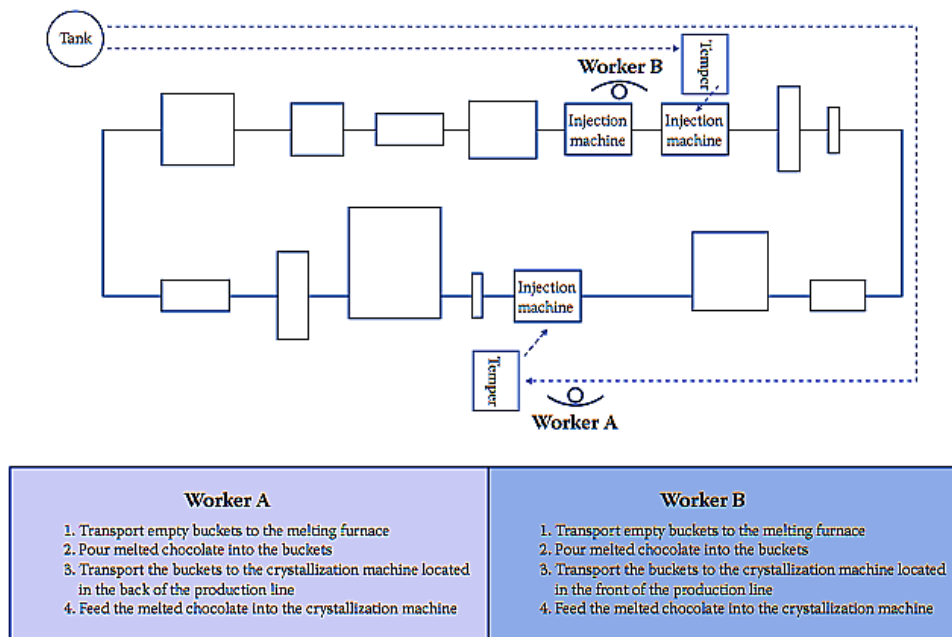 Tank
Temper
Worker B
Injection
machine
Injection
machine
Injection
machine
Temper
Worker A
Worker A
1. Transport empty buckets to the melting furnace
2. Pour melted chocolate into the buckets
3. Transport the buckets to the crystallization machine located
in the back of the production line
4. Feed the melted chocolate into the crystallization machine
Worker B
1. Transport empty buckets to the melting furnace
2. Pour melted chocolate into the buckets
3. Transport the buckets to the crystallization machine located
in the front of the production line
4. Feed the melted chocolate into the crystallization machine